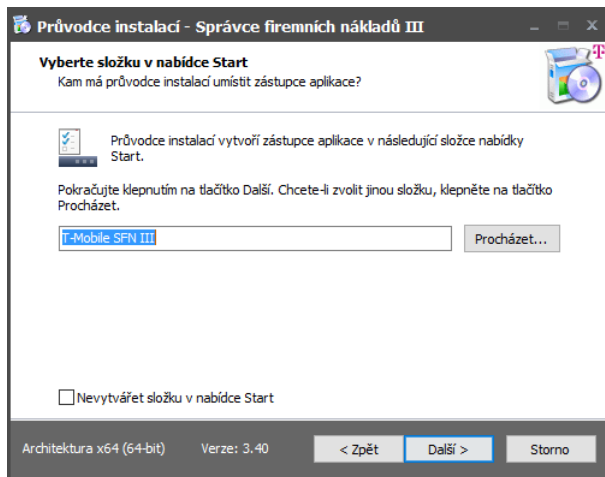 Průvodce instalací - Správce firemních nákladů III
Vyberte složku v nabídce Start
Kam má průvodce instalací umístit zástupce aplikace?
T
Průvodce instalací vytvoří zástupce aplikace v následující složce nabídky
Start.
Pokračujte klepnutím na tlačítko Další. Chcete-li zvolit jinou složku, klepněte na tlačítko
Procházet.
T-Mobile SFN III
Procházet...
Nevytvářet složku v nabídce Start
Architektura x64 (64-bit) Verze: 3.40 < Zpět Další > Storno